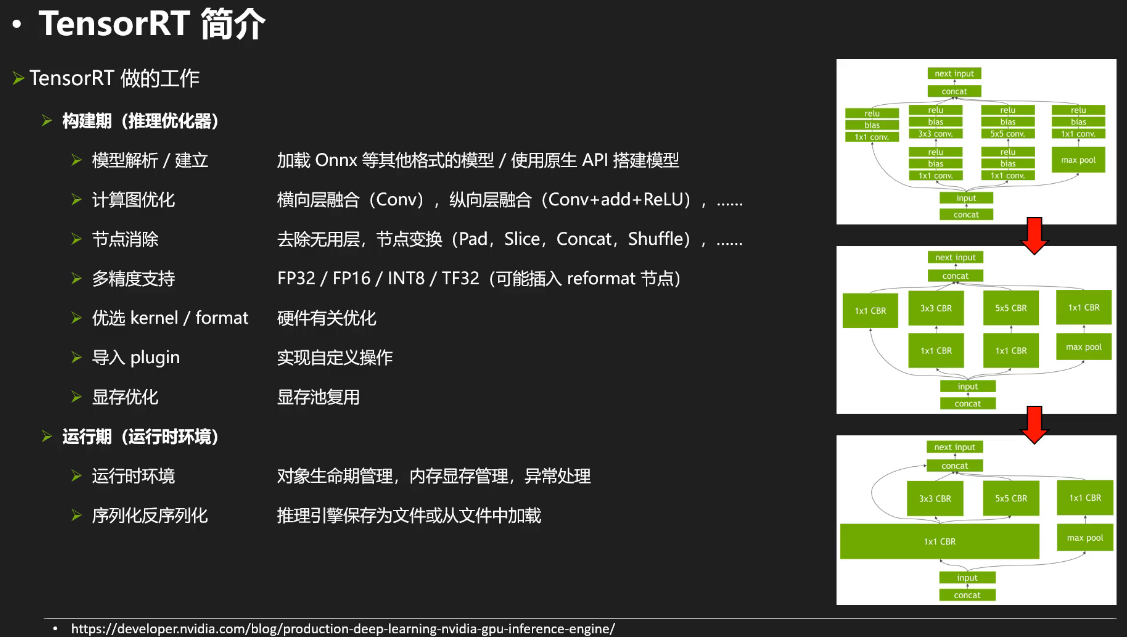 • TensorRT 简介
TensorRT 做的工作
构建期（推理优化器）
模型解析 / 建立 加载 Onnx 等其他格式的模型 / 使用原生 API 搭建模型
计算图优化 横向层融合（Conv），纵向层融合（Conv+add+ReLU），……
节点消除 去除无用层，节点变换（Pad，Slice，Concat，Shuffle），……
多精度支持 FP32 / FP16 / INT8 / TF32（可能插入 reformat 节点）
优选 kernel / format 硬件有关优化
导入 plugin 实现自定义操作
显存优化 显存池复用
运行期（运行时环境）
运行时环境 对象生命期管理，内存显存管理，异常处理
序列化反序列化 推理引擎保存为文件或从文件中加载
next input
concat
relu relu relu relu
bias bias bias bias
1x1 conv. 3x3 conv. 5x5 conv. 1x1 conv.
relu relu
bias bias max pool
1x1 conv. 1x1 conv.
input
concat
next input
concat
1x1 CBR 3x3 CBR 5x5 CBR 1x1 CBR
1x1 CBR 1x1 CBR max pool
input
concat
next input
concat
3x3 CBR 5x5 CBR 1x1 CBR
1x1 CBR max pool
input
concat
• https://developer.nvidia.com/blog/production-deep-learning-nvidia-gpu-inference-engine/